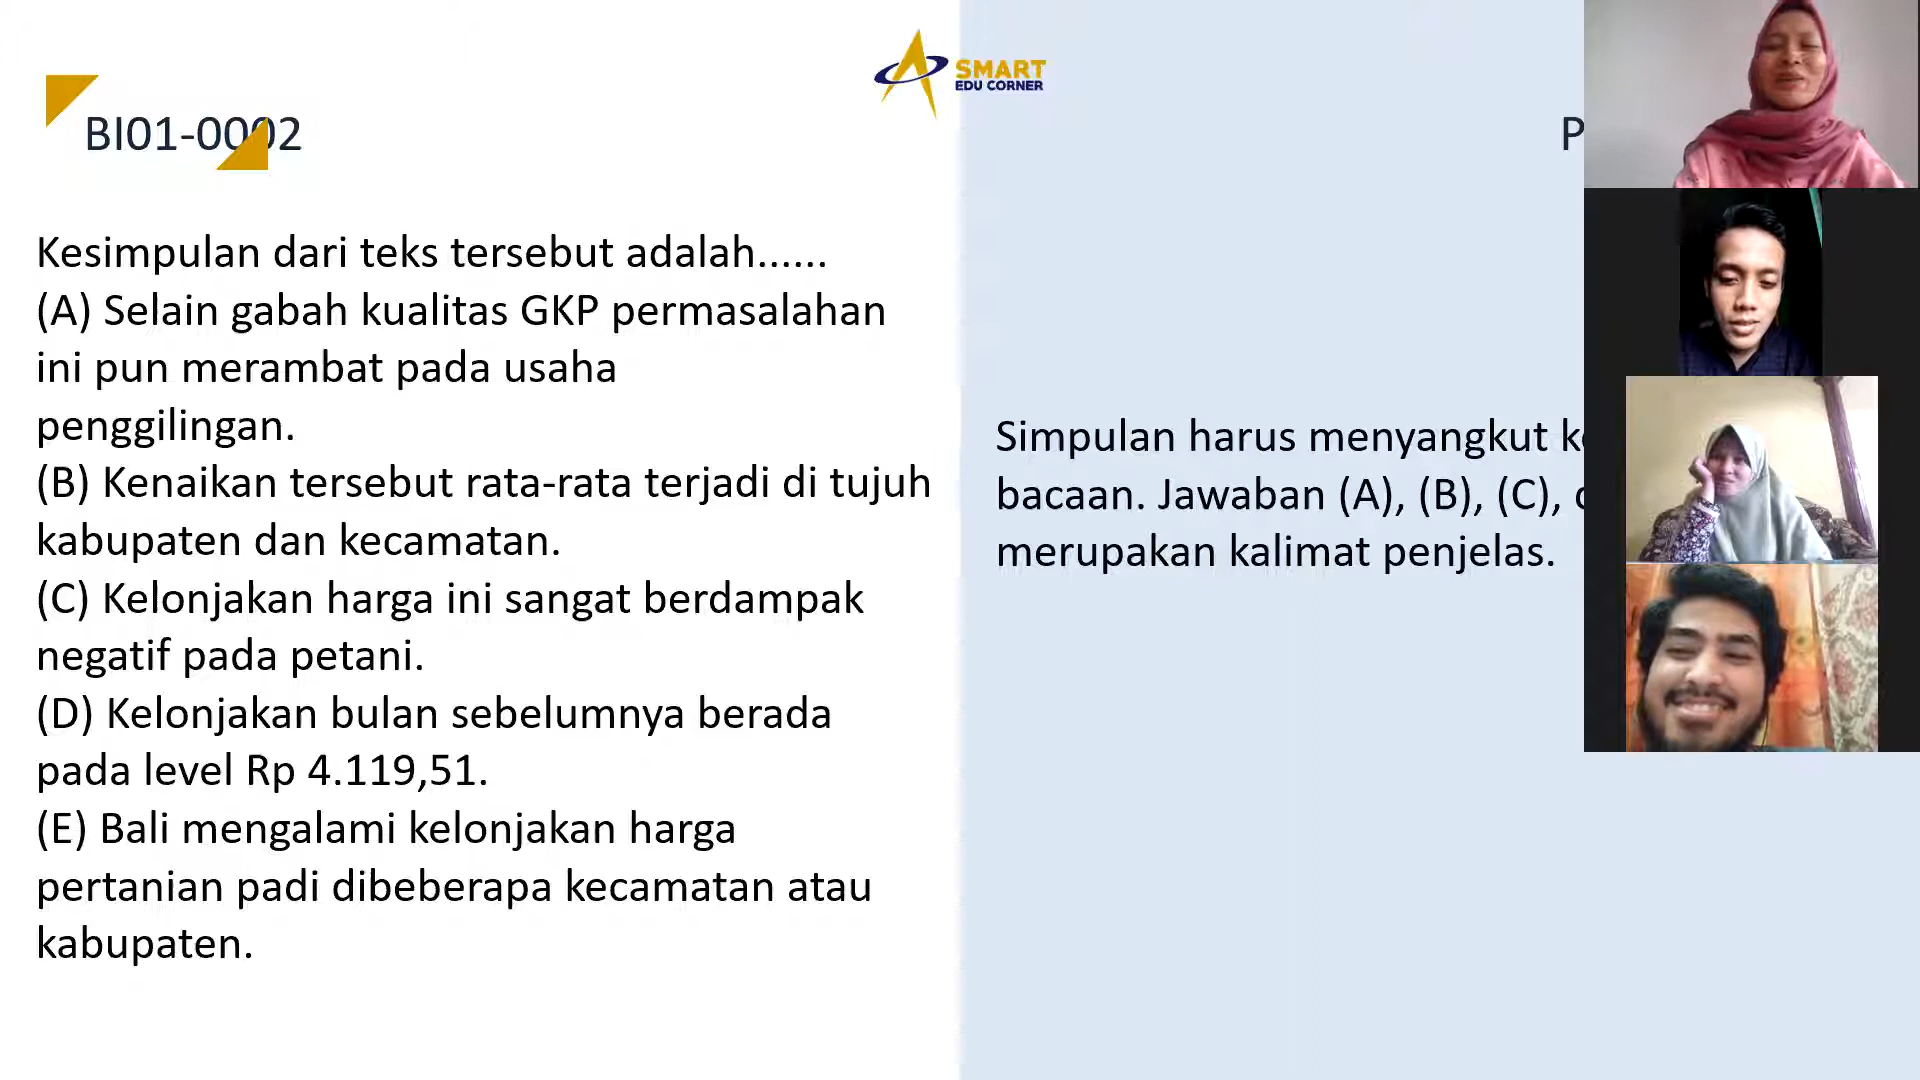 SMART
EDU CORNER
BI01-0002
Kesimpulan dari teks tersebut adalah......
(A) Selain gabah kualitas GKP permasalahan
ini pun merambat pada usaha
penggilingan.
(B) Kenaikan tersebut rata-rata terjadi di tujuh
kabupaten dan kecamatan.
(C) Kelonjakan harga ini sangat berdampak
negatif pada petani.
(D) Kelonjakan bulan sebelumnya berada
pada level Rp 4.119,51.
(E) Bali mengalami kelonjakan harga
pertanian padi dibeberapa kecamatan atau
kabupaten.
Simpulan harus menyangkut
bacaan. Jawaban (A), (B), (C),
merupakan kalimat penjelas.